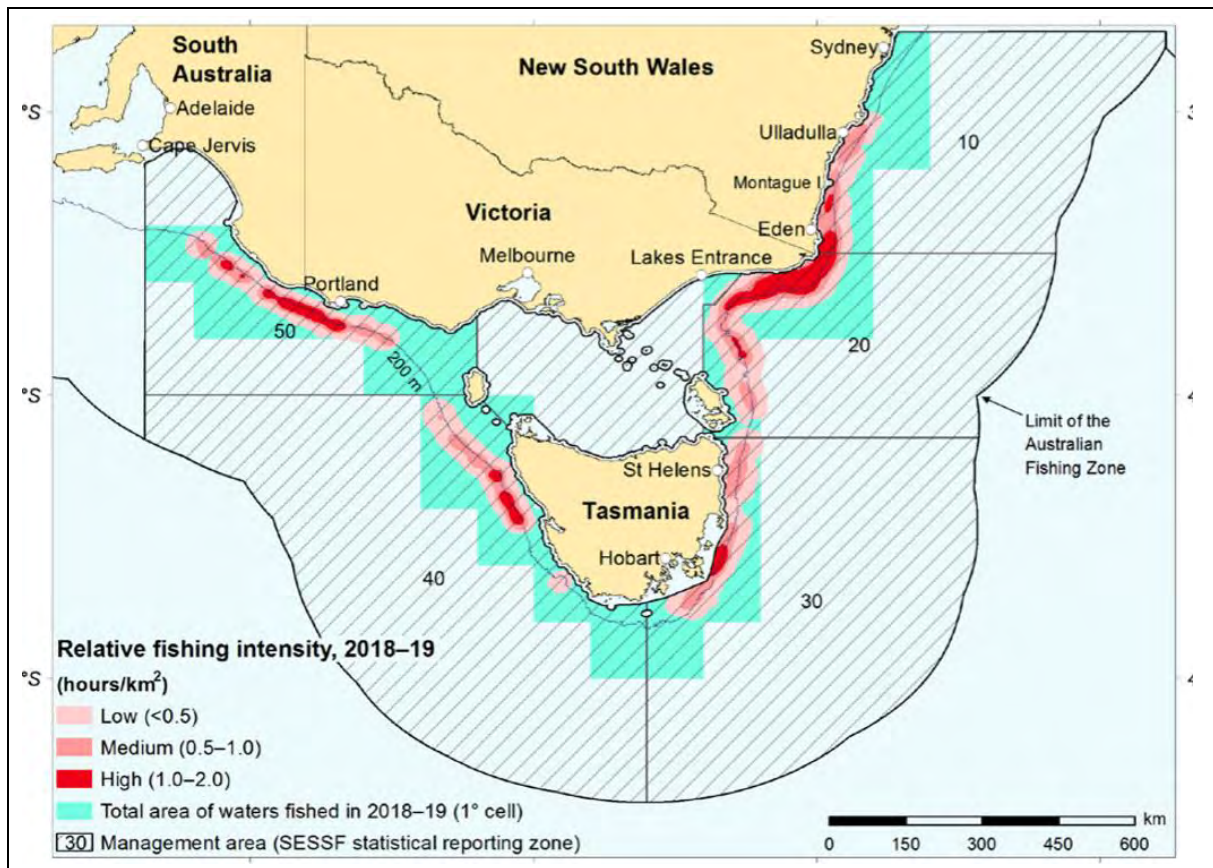 South
Australia
New South Wales
Sydney
Adelaide
°S
3
Cape Jervis
Ulladulla
10
Montague I
Victoria
Eden
Melbourne
Lakes Entrance
Portland
50
20
200 m
°S
4
Limit of the
Australian
Fishing Zone
St Helens
Tasmania
Hobart
40
30
Relative fishing intensity, 2018–19
(hours/km²)
°S
4
Low (<0.5)
Medium (0.5–1.0)
High (1.0–2.0)
Total area of waters fished in 2018–19 (1° cell)
30 Management area (SESSF statistical reporting zone)
km
0 150 300 450 600